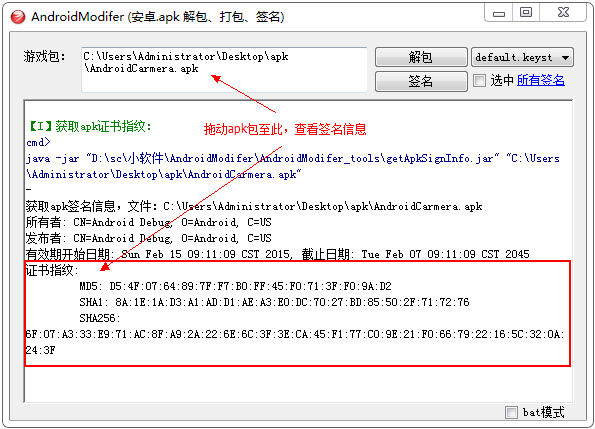 AndroidModifer (安卓.apk 解包、打包、签名)
游戏包:
C:\Users\Administrator\Desktop\apk
\AndroidCarmera.apk
解包
default.keyst
签名
选中 所有签名
【I】获取apk证书指纹:
拖动apk包至此，查看签名信息
cmd>
java -jar "D:\sc\小软件\AndroidModifer\AndroidModifer_tools\getApkSignInfo.jar" "C:\Users
\Administrator\Desktop\apk\AndroidCarmera.apk"
-
获取apk签名信息，文件: C:\Users\Administrator\Desktop\apk\AndroidCarmera.apk
所有者: CN=Android Debug, O=Android, C=US
发布者: CN=Android Debug, O=Android, C=US
有效期开始日期: Sun Feb 15 09:11:09 CST 2015, 截止日期: Tue Feb 07 09:11:09 CST 2045
证书指纹:
MD5: D5:4F:07:64:89:7F:F7:B0:FF:45:F0:71:3F:F0:9A:D2
SHA1: 8A:1E:1A:D3:A1:AD:D1:AE:A3:E0:DC:70:27:BD:85:50:2F:71:72:76
SHA256:
6F:07:A3:33:E9:71:AC:8F:A9:2A:22:6E:6C:3F:3E:CA:45:F1:77:C0:9E:21:F0:66:79:22:16:5C:32:0A:
24:3F
bat模式